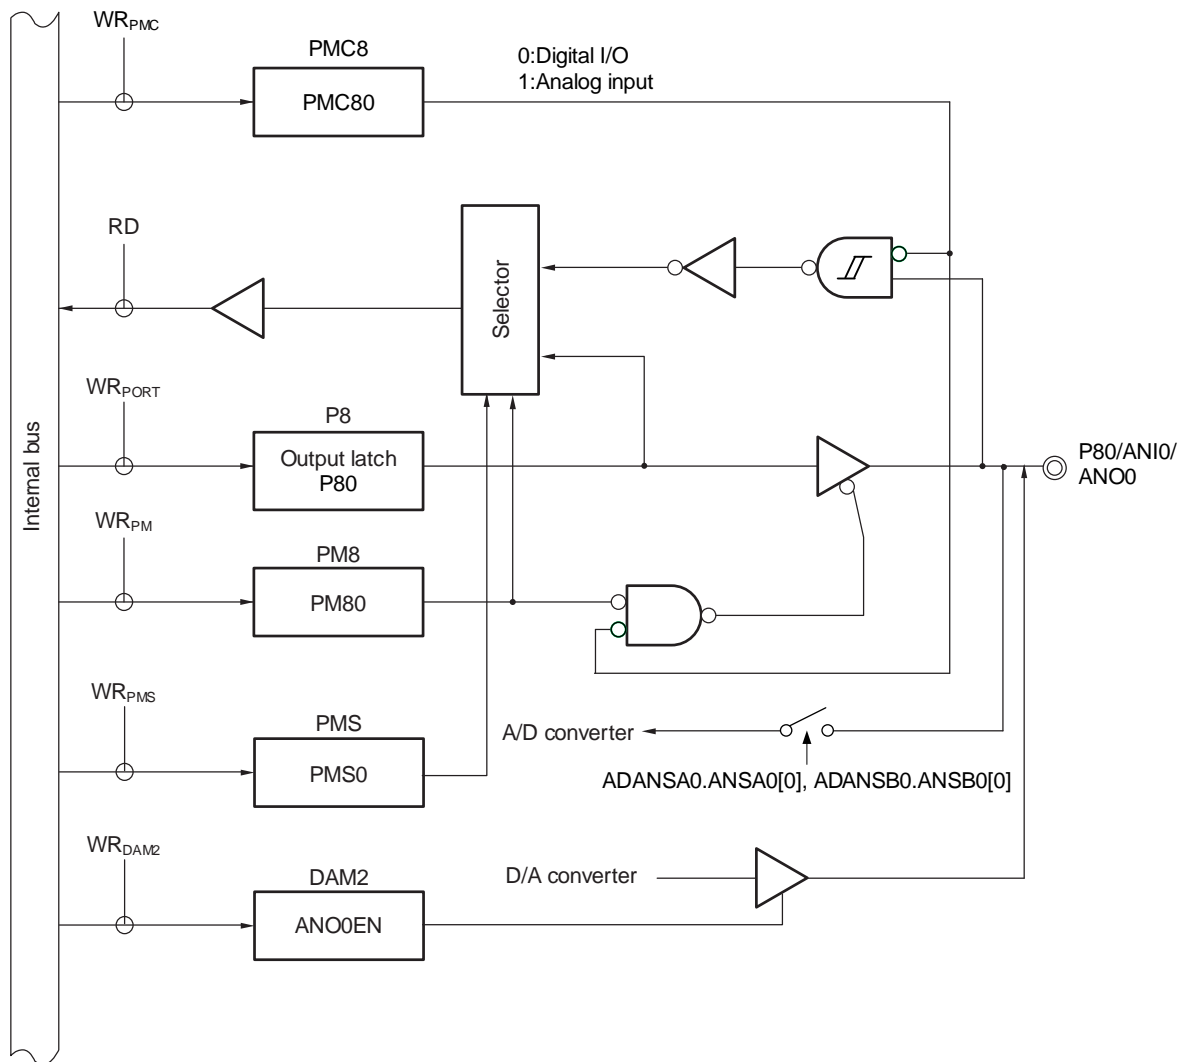 WRPMC
PMC8
0:Digital I/O
1:Analog input
PMC80
RD
Selector
WRPORT
P8
Output latch
P80
P80/ANI0/
ANO0
Internal bus
WRPM
PM8
PM80
WRPMS
PMS
PMS0
A/D converter
ADANSA0.ANSA0[0], ADANSB0.ANSB0[0]
WRDAM2
DAM2
ANO0EN
D/A converter